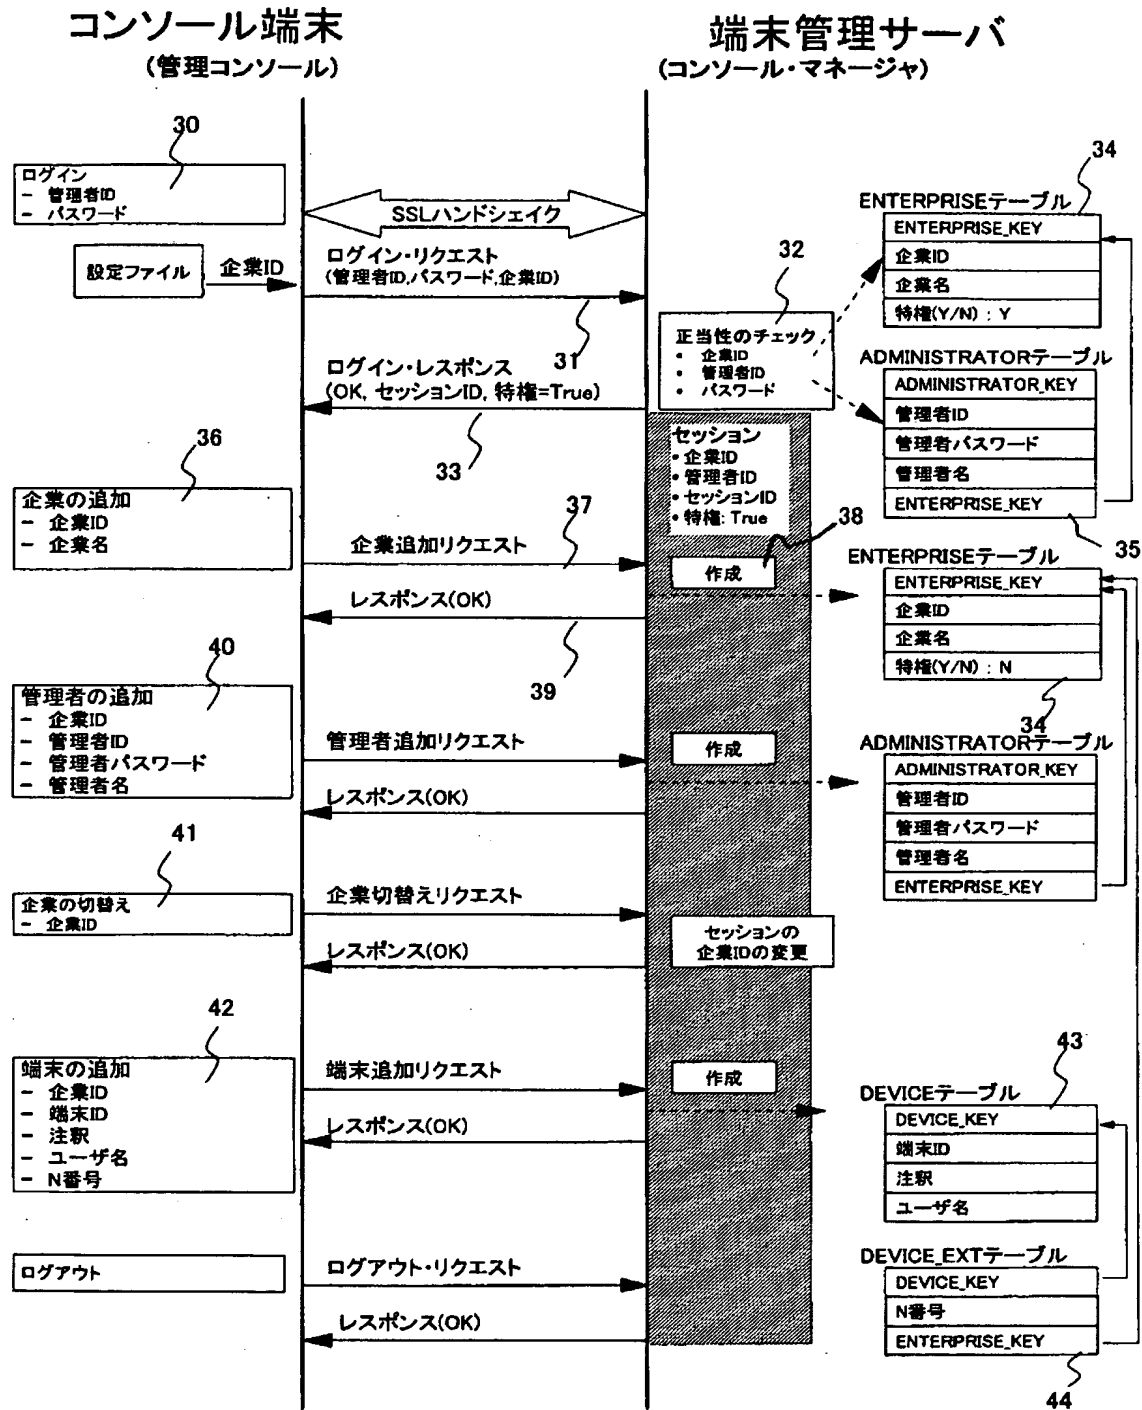 コンソール端末
(管理コンソール)
端末管理サーバ
(コンソール・マネージャ)
30
ログイン
- 管理者ID
- パスワード
設定ファイル
企業ID
SSLハンドシェイク
ログイン・リクエスト
(管理者ID,パスワード,企業ID)
31
32
正当性のチェック
• 企業ID
• 管理者ID
• パスワード
34
ENTERPRISEテーブル
ENTERPRISE_KEY
企業ID
企業名
特権(Y/N) : Y
ログイン・レスポンス
(OK, セッションID, 特権=True)
33
ADMINISTRATORテーブル
ADMINISTRATOR_KEY
管理者ID
管理者パスワード
管理者名
ENTERPRISE_KEY
35
セッション
• 企業ID
• 管理者ID
• セッションID
• 特権: True
36
企業の追加
- 企業ID
- 企業名
企業追加リクエスト
37
38
作成
レスポンス(OK)
39
ENTERPRISEテーブル
ENTERPRISE_KEY
企業ID
企業名
特権(Y/N) : N
34
40
管理者の追加
- 企業ID
- 管理者ID
- 管理者パスワード
- 管理者名
管理者追加リクエスト
作成
レスポンス(OK)
ADMINISTRATORテーブル
ADMINISTRATOR_KEY
管理者ID
管理者パスワード
管理者名
ENTERPRISE_KEY
41
企業の切替え
- 企業ID
企業切替えリクエスト
セッションの
企業IDの変更
レスポンス(OK)
42
端末の追加
- 企業ID
- 端末ID
- 注釈
- ユーザ名
- N番号
端末追加リクエスト
作成
レスポンス(OK)
43
DEVICEテーブル
DEVICE_KEY
端末ID
注釈
ユーザ名
ログアウト
ログアウト・リクエスト
レスポンス(OK)
DEVICE_EXTテーブル
DEVICE_KEY
N番号
ENTERPRISE_KEY
44